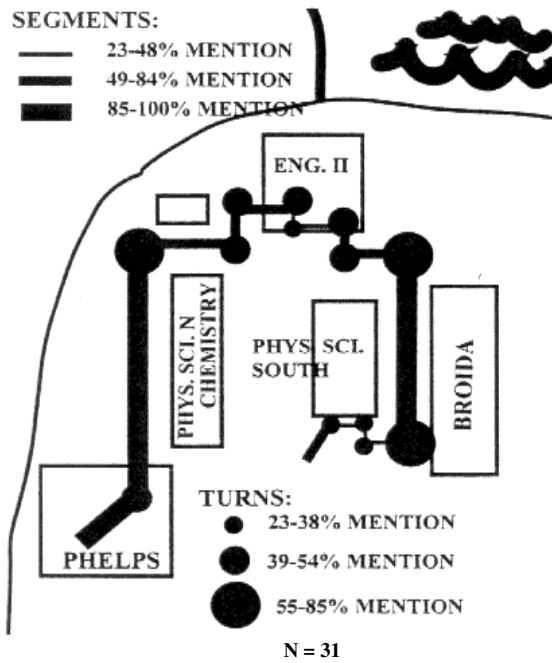 SEGMENTS:
23-48% MENTION
49-84% MENTION
85-100% MENTION
ENG. II
PHYS. SCI. N
CHEMISTRY
PHYS. SCI.
SOUTH
BROIDA
PHELPS
TURNS:
23-38% MENTION
39-54% MENTION
55-85% MENTION
N = 31